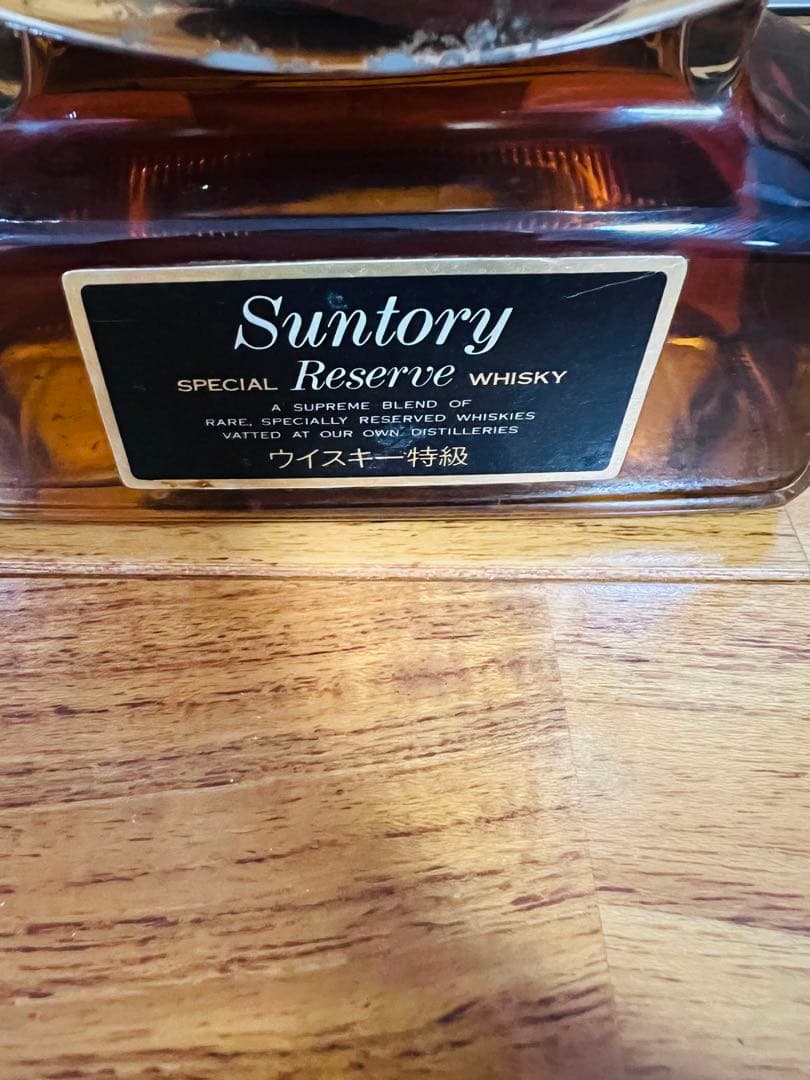 Suntory
SPECIAL Reserve WHISKY
A SUPREME BLEND OF
RARE, SPECIALLY RESERVED WHISKIES
VATTED AT OUR OWN DISTILLERIES
ウイスキー特級